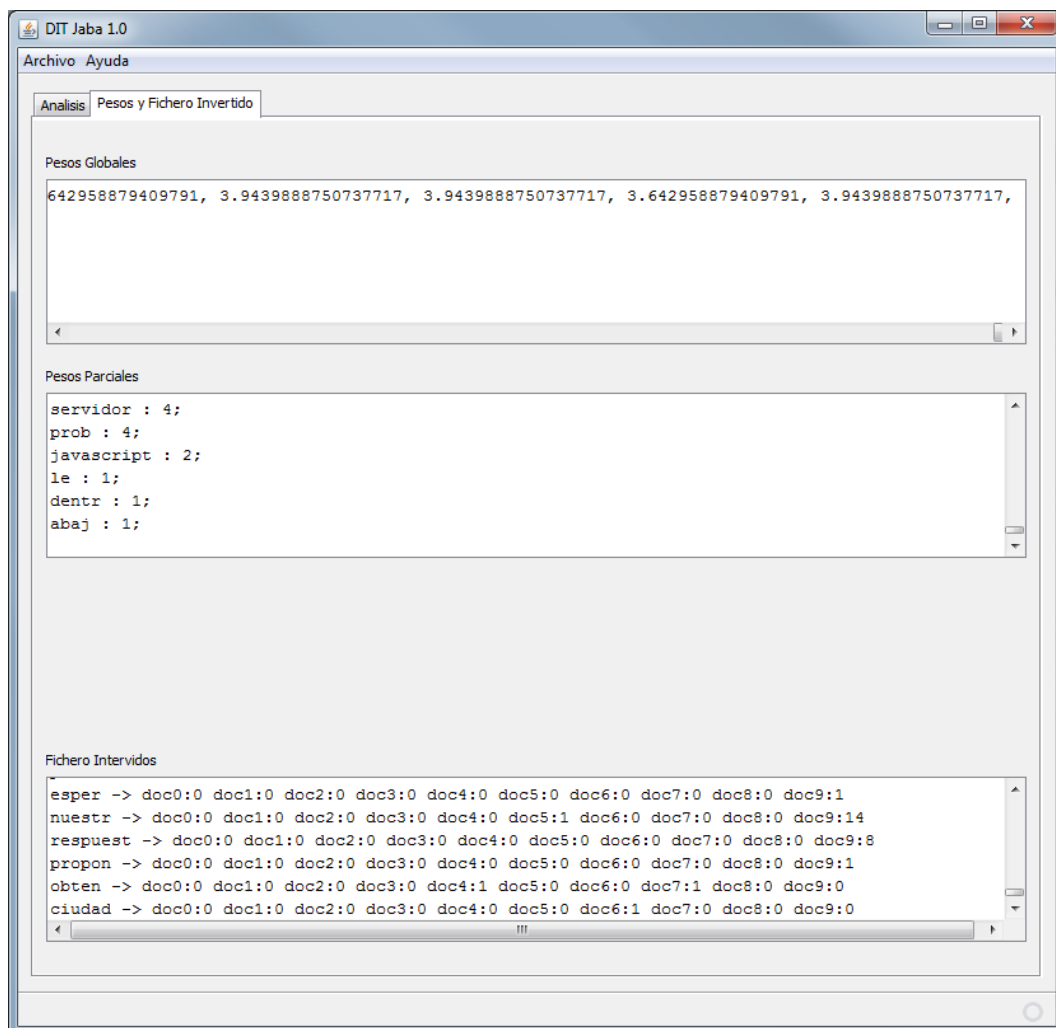 DIT Jaba 1.0
Archivo Ayuda
Analisis Pesos y Fichero Invertido
Pesos Globales
642958879409791, 3.9439888750737717, 3.9439888750737717, 3.642958879409791, 3.9439888750737717,
Pesos Parciales
servidor : 4;
prob : 4;
javascript : 2;
le : 1;
dentr : 1;
abaj : 1;
Fichero Intervidos
esper -> doc0:0 doc1:0 doc2:0 doc3:0 doc4:0 doc5:0 doc6:0 doc7:0 doc8:0 doc9:1
nuestr -> doc0:0 doc1:0 doc2:0 doc3:0 doc4:0 doc5:1 doc6:0 doc7:0 doc8:0 doc9:14
respuest -> doc0:0 doc1:0 doc2:0 doc3:0 doc4:0 doc5:0 doc6:0 doc7:0 doc8:0 doc9:8
propon -> doc0:0 doc1:0 doc2:0 doc3:0 doc4:0 doc5:0 doc6:0 doc7:0 doc8:0 doc9:1
obten -> doc0:0 doc1:0 doc2:0 doc3:0 doc4:1 doc5:0 doc6:0 doc7:1 doc8:0 doc9:0
ciudad -> doc0:0 doc1:0 doc2:0 doc3:0 doc4:0 doc5:0 doc6:1 doc7:0 doc8:0 doc9:0